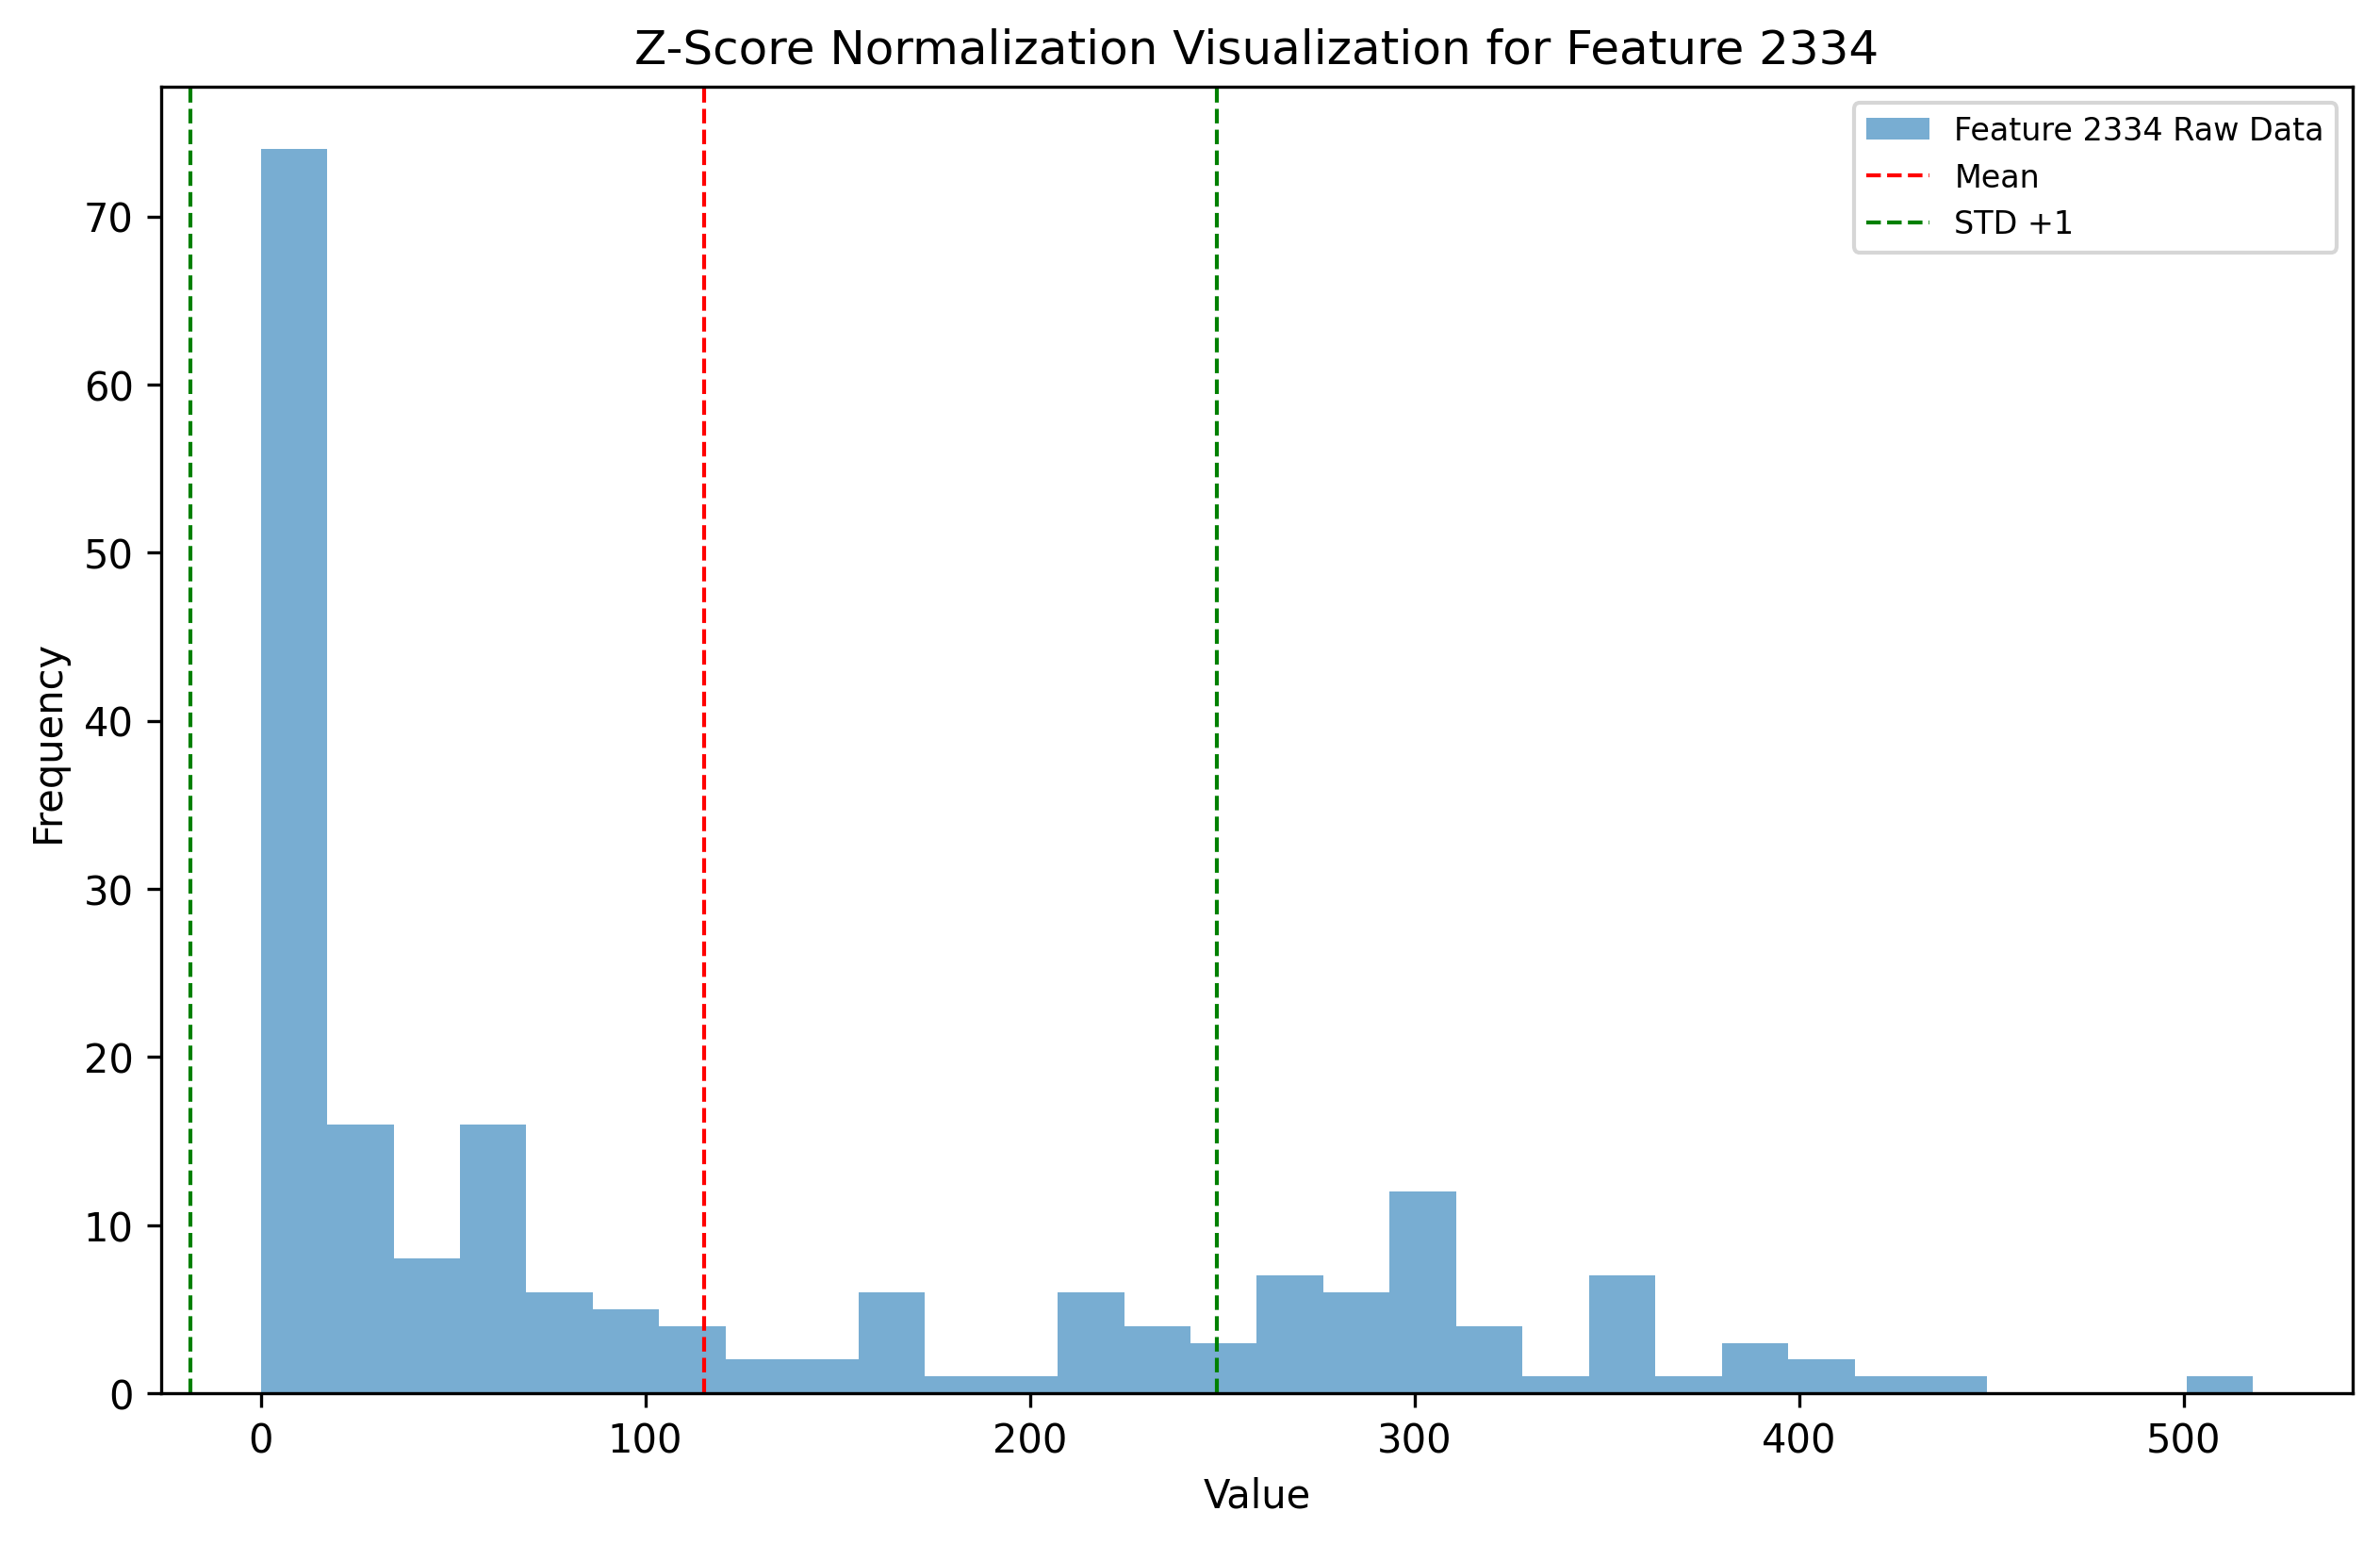 Z-Score Normalization Visualization for Feature 2334
Feature 2334 Raw Data
Mean
STD +1
Frequency
70
60
50
40
30
20
10
0
0 100 200 300 400 500
Value